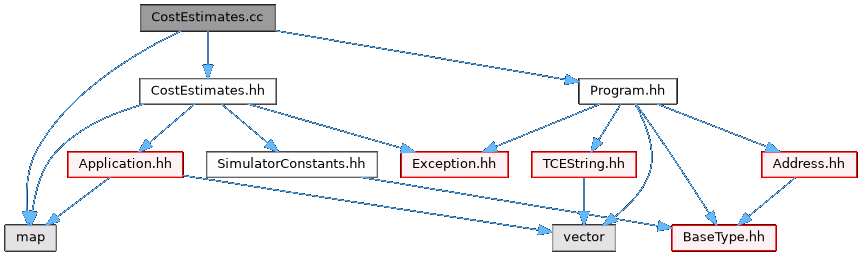 CostEstimates.cc
CostEstimates.hh
Program.hh
Application.hh
SimulatorConstants.hh
Exception.hh
TCEString.hh
Address.hh
map
vector
BaseType.hh